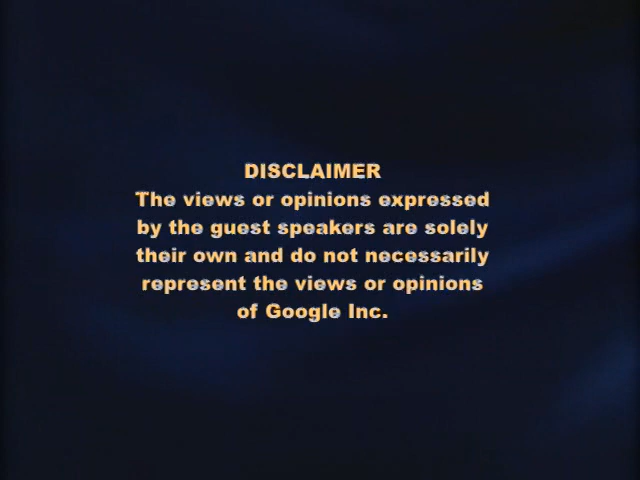 DISCLAIMER
The views or opinions expressed
by the guest speakers are solely
their own and do not necessarily
represent the views or opinions
of Google Inc.